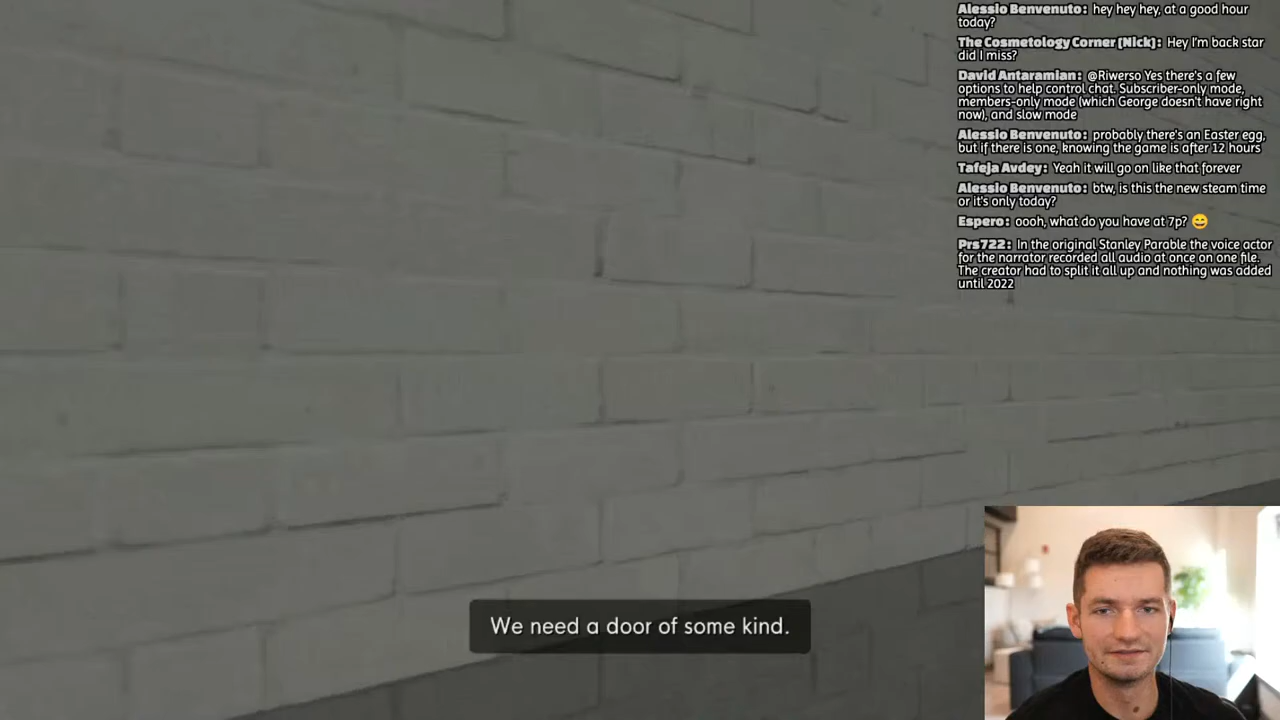 Alessio Benvenuto: hey hey hey, at a good hour
today?
The Cosmetology Corner [Nick]: Hey I'm back star
did I miss?
David Antaramian: @Riwerso Yes there's a few
options to help control chat. Subscriber-only mode,
members-only mode (which George doesn't have right
now), and slow mode
Alessio Benvenuto: probably there's an Easter egg,
but if there is one, knowing the game is after 12 hours
Tafeja Avdey: Yeah it will go on like that forever
Alessio Benvenuto: btw, is this the new steam time
or it's only today?
Espero: oooh, what do you have at 7p? 😄
Prs722: In the original Stanley Parable the voice actor
for the narrator recorded all audio at once on one file.
The creator had to split it all up and nothing was added
until 2022
We need a door of some kind.